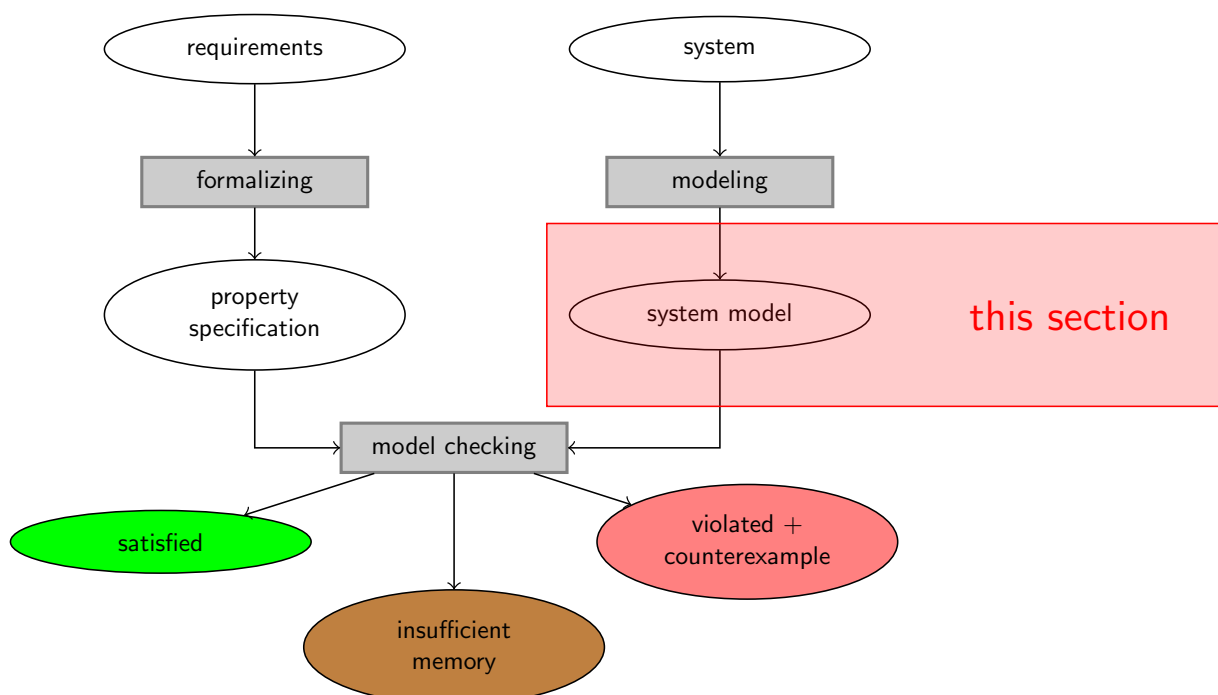 requirements
system
formalizing
modeling
property
specification
system model
this section
model checking
satisfied
violated +
counterexample
insufficient
memory